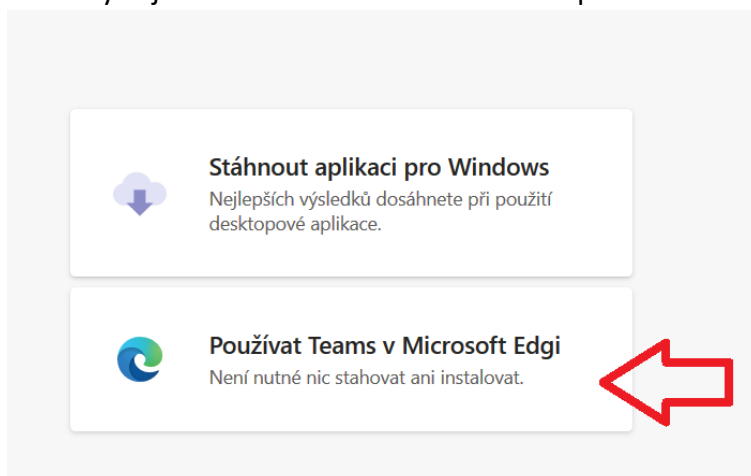 Stáhnout aplikaci pro Windows
Nejlepších výsledků dosáhnete při použití
desktopové aplikace.
Používat Teams v Microsoft Edgi
Není nutné nic stahovat ani instalovat.